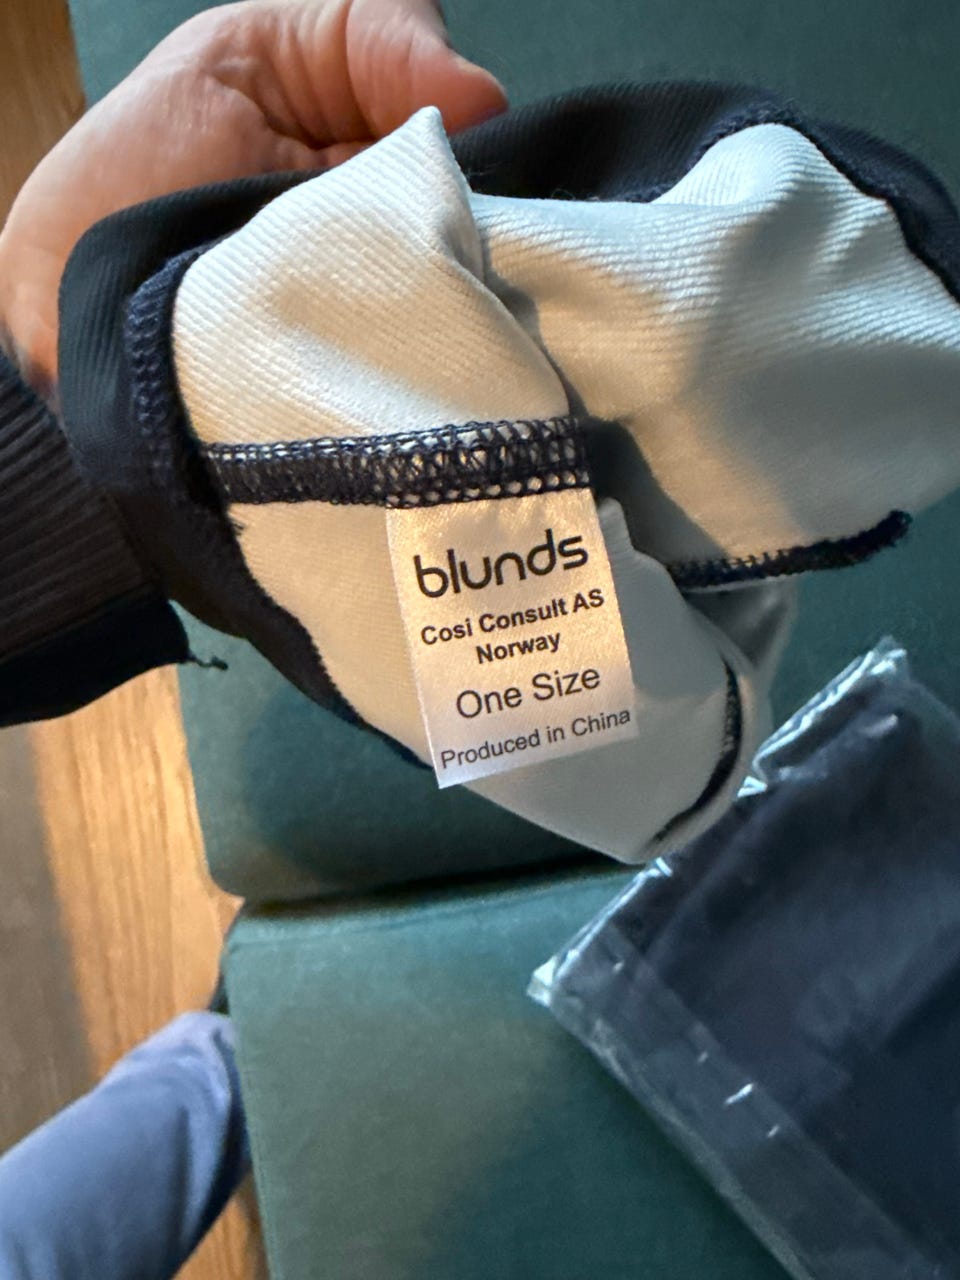 blunds
Cosi Consult AS
Norway
One Size
Produced in China